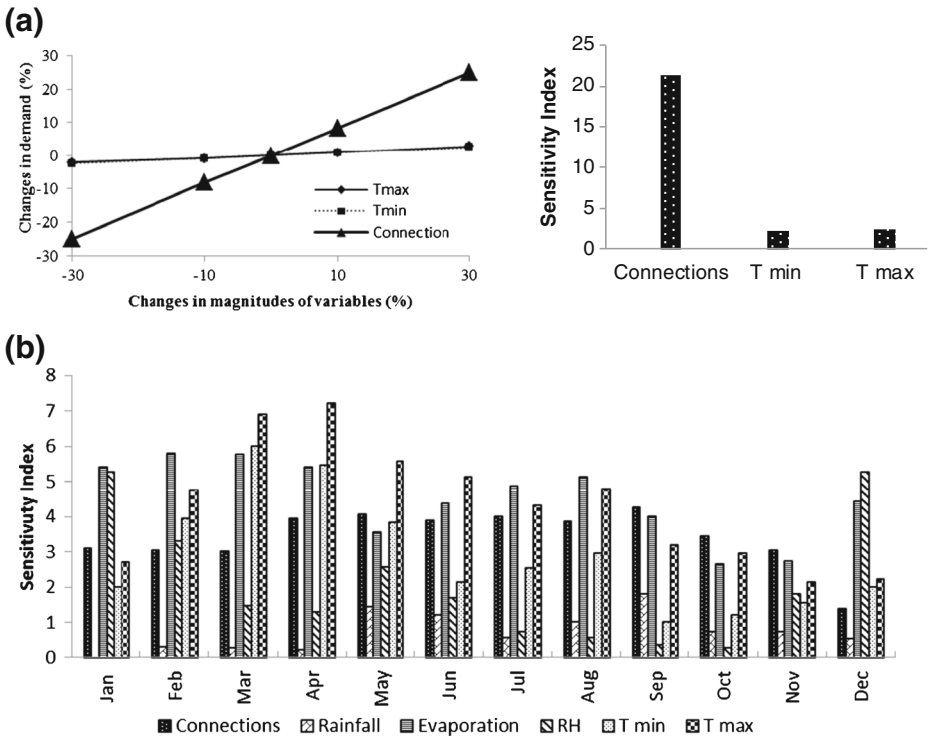 (a)
30
20
10
0
-10
-20
-30
Changes in demand (%)
-30
-10
10
30
Changes in magnitudes of variables (%)
Tmax
Tmin
Connection
25
20
15
10
5
0
Sensitivity Index
Connections
T min
T max
(b)
8
7
6
5
4
3
2
1
0
Sensitivuty Index
Jan
Feb
Mar
Apr
May
Jun
Jul
Aug
Sep
Oct
Nov
Dec
Connections Rainfall Evaporation RH T min T max